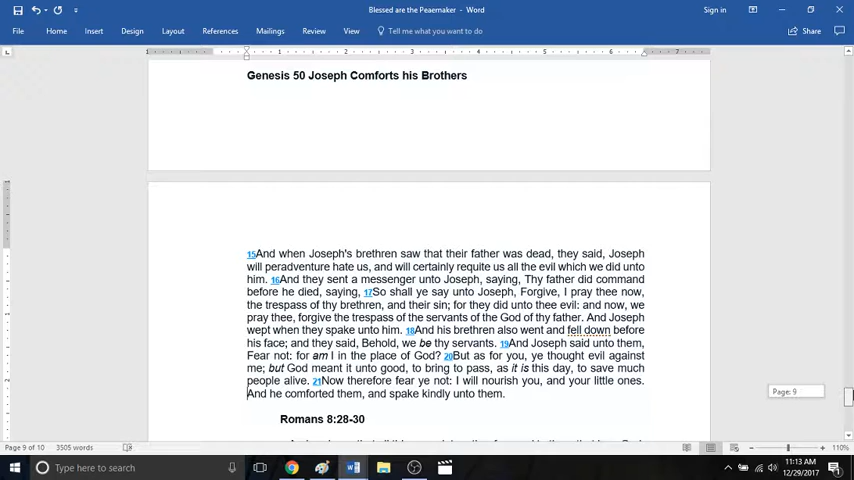 Blessed are the Peaemaker - Word
Sign in
File Home Insert Design Layout References Mailings Review View Tell me what you want to do Share
1 1 2 3 4 5 6 7
Genesis 50 Joseph Comforts his Brothers
15And when Joseph's brethren saw that their father was dead, they said, Joseph
will peradventure hate us, and will certainly requite us all the evil which we did unto
him. 16And they sent a messenger unto Joseph, saying, Thy father did command
before he died, saying, 17So shall ye say unto Joseph, Forgive, I pray thee now,
the trespass of thy brethren, and their sin; for they did unto thee evil: and now, we
pray thee, forgive the trespass of the servants of the God of thy father. And Joseph
wept when they spake unto him. 18And his brethren also went and fell down before
his face; and they said, Behold, we be thy servants. 19And Joseph said unto them,
Fear not: for am I in the place of God? 20But as for you, ye thought evil against
me; but God meant it unto good, to bring to pass, as it is this day, to save much
people alive. 21Now therefore fear ye not: I will nourish you, and your little ones.
And he comforted them, and spake kindly unto them.
Page: 9
Romans 8:28-30
Page 9 of 10 3505 words 110%
Type here to search
11:13 AM
12/29/2017